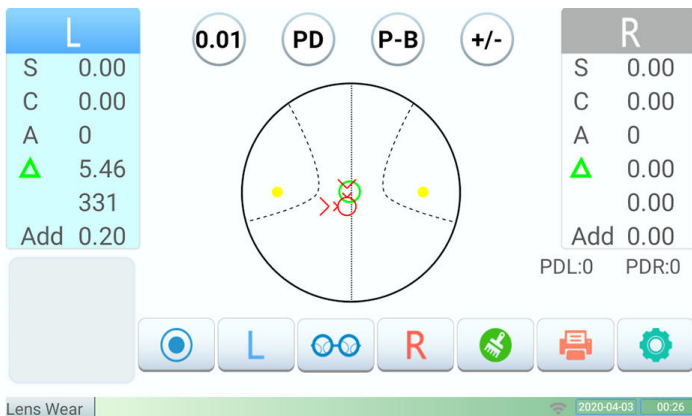 L
0.01 PD P-B +/-
R
S 0.00
C 0.00
A 0
5.46
331
Add 0.20
S 0.00
C 0.00
A 0
0.00
0.00
Add 0.00
PDL:0 PDR:0
L
R
Lens Wear
2020-04-03 00:26